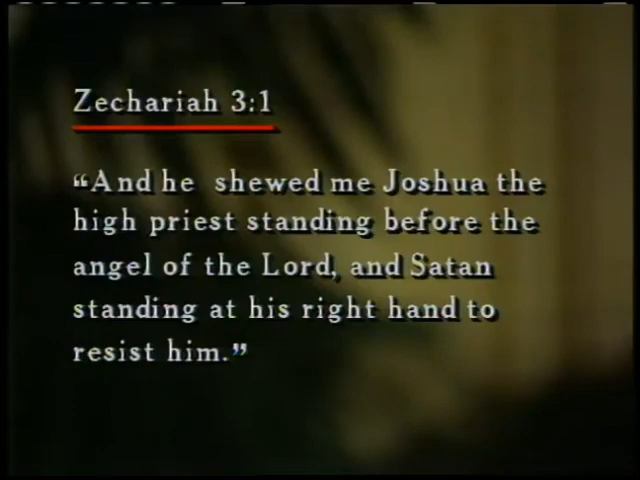 Zechariah 3:1
“And he shewed me Joshua the
high priest standing before the
angel of the Lord, and Satan
standing at his right hand to
resist him.”